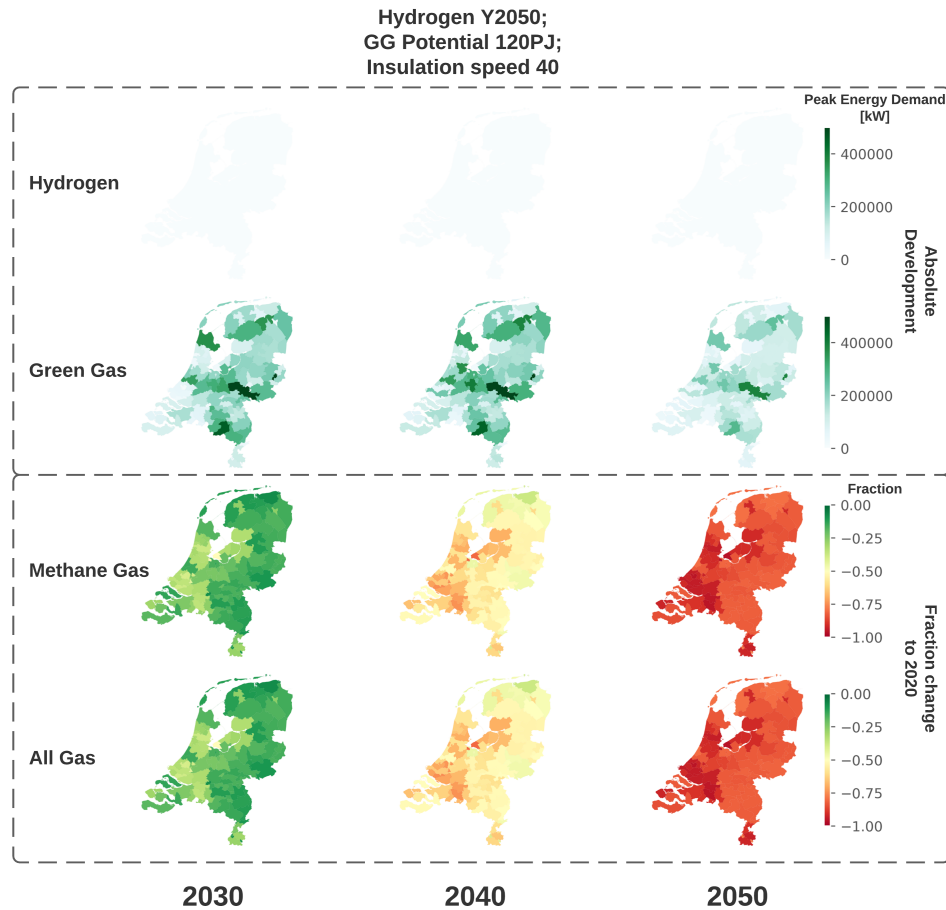 Hydrogen Y2050;
GG Potential 120PJ;
Insulation speed 40
Peak Energy Demand
[kW]
Hydrogen
400000
200000
0
Absolute
Development
Green Gas
400000
200000
0
Fraction
Methane Gas
0.00
−0.25
−0.50
−0.75
−1.00
Fraction change
to 2020
All Gas
0.00
−0.25
−0.50
−0.75
−1.00
2030
2040
2050